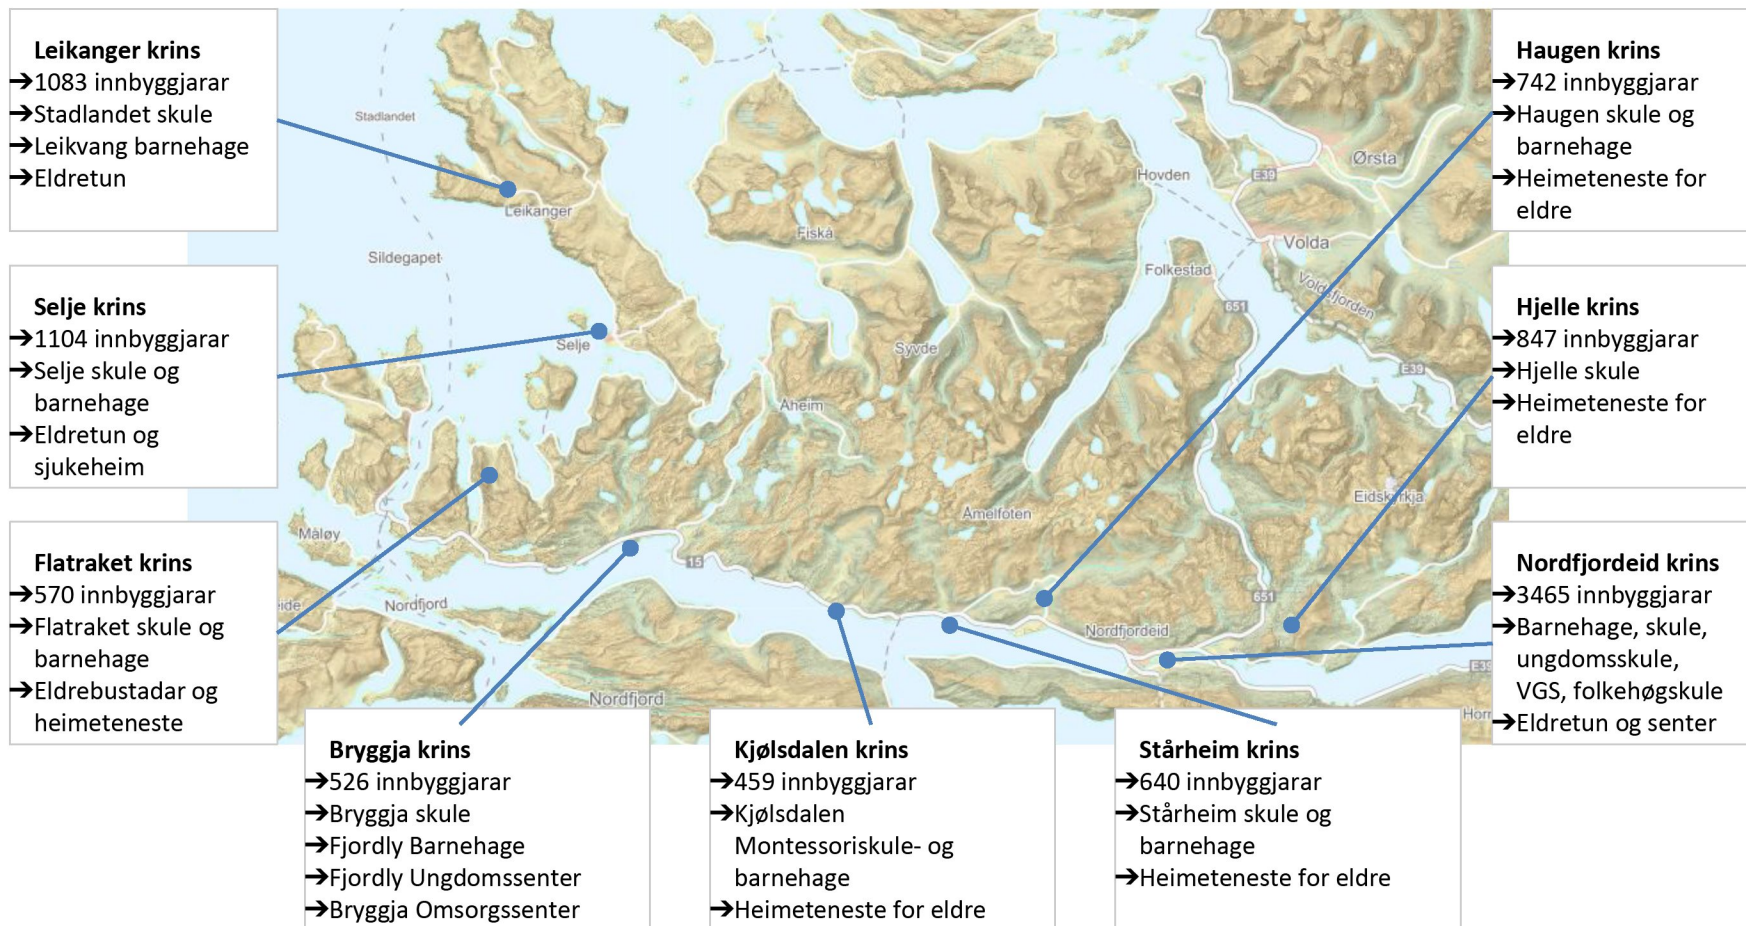 Leikanger krins
➔1083 innbyggjarar
➔Stadlandet skule
➔Leikvang barnehage
➔Eldretun
Selje krins
➔1104 innbyggjarar
➔Selje skule og
barnehage
➔Eldretun og
sjukeheim
Flatraket krins
➔570 innbyggjarar
➔Flatraket skule og
barnehage
➔Eldrebustadar og
heimeteneste
Bryggja krins
➔526 innbyggjarar
➔Bryggja skule
➔Fjordly Barnehage
➔Fjordly Ungdomssenter
➔Bryggja Omsorgssenter
Kjølsdalen krins
➔459 innbyggjarar
➔Kjølsdalen
Montessoriskule- og
barnehage
➔Heimeteneste for eldre
Stårheim krins
➔640 innbyggjarar
➔Stårheim skule og
barnehage
➔Heimeteneste for eldre
Haugen krins
➔742 innbyggjarar
➔Haugen skule og
barnehage
➔Heimeteneste for
eldre
Hjelle krins
➔847 innbyggjarar
➔Hjelle skule
➔Heimeteneste for
eldre
Nordfjordeid krins
➔3465 innbyggjarar
➔Barnehage, skule,
ungdomsskule,
VGS, folkehøgskule
➔Eldretun og senter
Stadlandet
Leikanger
Sildegapet
Selje
Måløy
Nordfjord
Nordfjord
Fiskå
Syvde
Åheim
Åmelfoten
15
Hovden
Ørsta
E39
Volda
Folkestad
Voldsfjorden
651
E39
Eidskyrkja
651
Nordfjordeid
E39